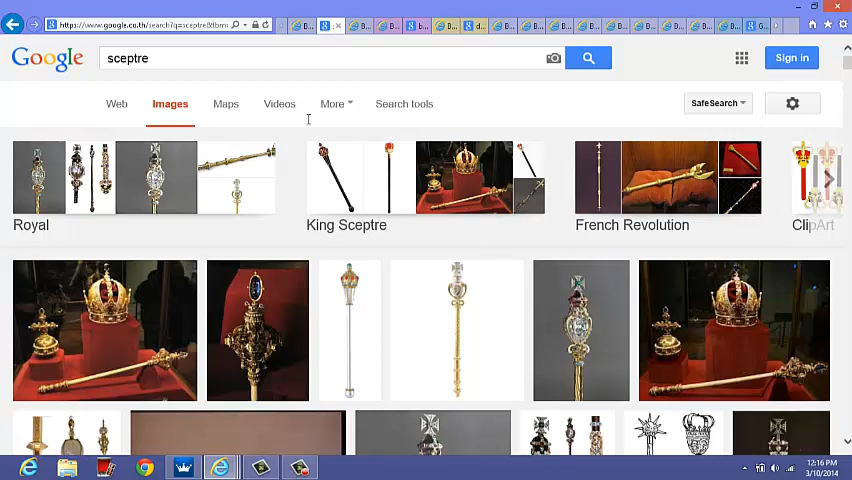 https://www.google.co.th/search?q=sceptre&tbm=
Google
sceptre
Sign in
Web
Images
Maps
Videos
More
Search tools
SafeSearch
Royal
King Sceptre
French Revolution
ClipArt
12:16 PM
3/10/2014